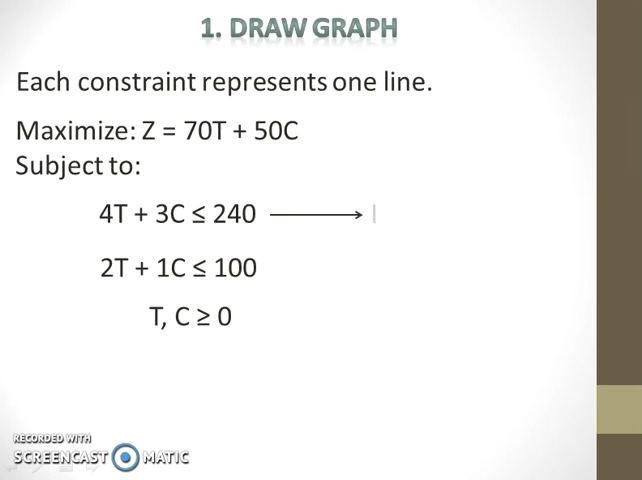 1. DRAW GRAPH
Each constraint represents one line.
Maximize: Z = 70T + 50C
Subject to:
4T + 3C ≤ 240
2T + 1C ≤ 100
T, C ≥ 0
RECORDED WITH
SCREENCAST MATIC